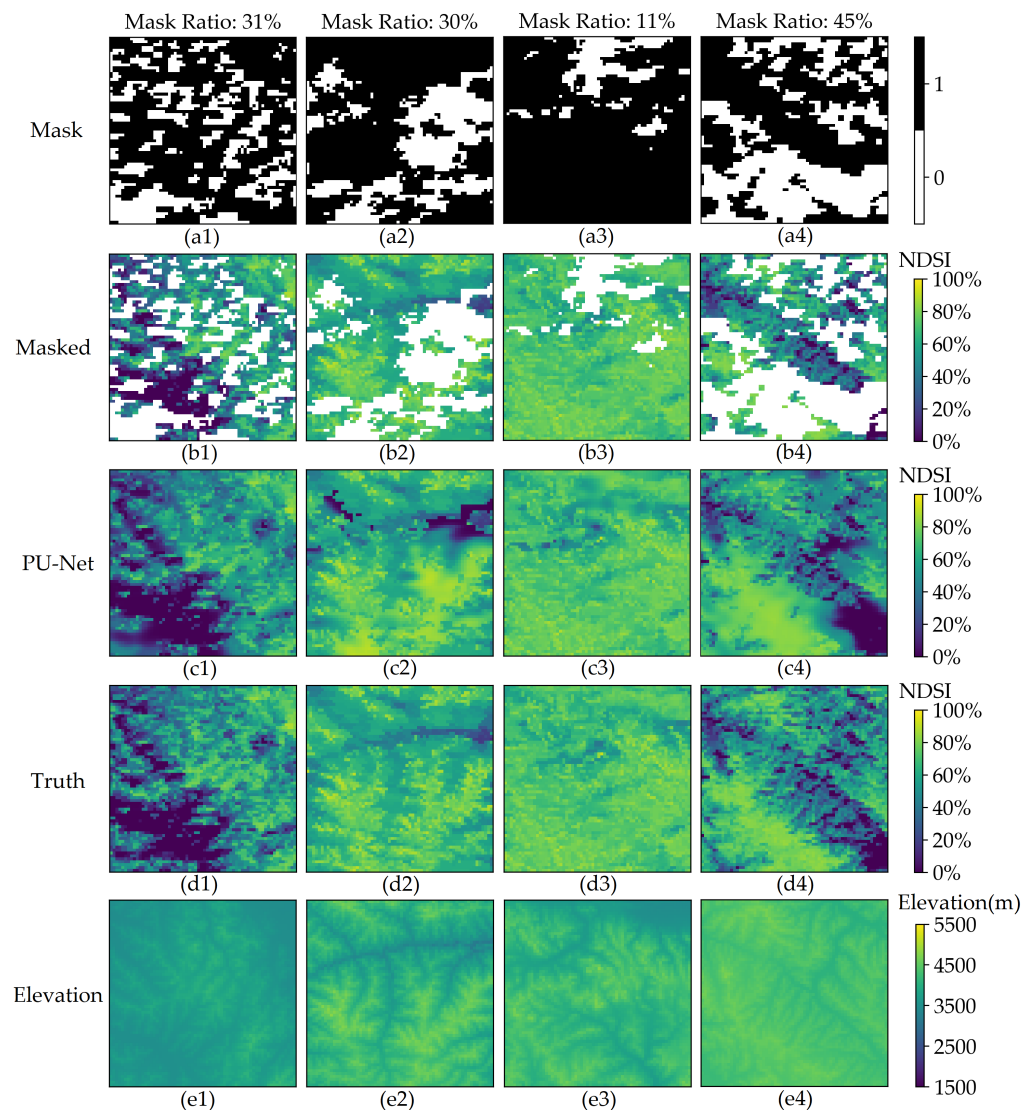 Mask Ratio: 31% Mask Ratio: 30% Mask Ratio: 11% Mask Ratio: 45%
Mask
1
0
(a1) (a2) (a3) (a4)
NDSI
Masked
100%
80%
60%
40%
20%
0%
(b1) (b2) (b3) (b4)
NDSI
PU-Net
100%
80%
60%
40%
20%
0%
(c1) (c2) (c3) (c4)
NDSI
Truth
100%
80%
60%
40%
20%
0%
(d1) (d2) (d3) (d4)
Elevation(m)
Elevation
5500
4500
3500
2500
1500
(e1) (e2) (e3) (e4)